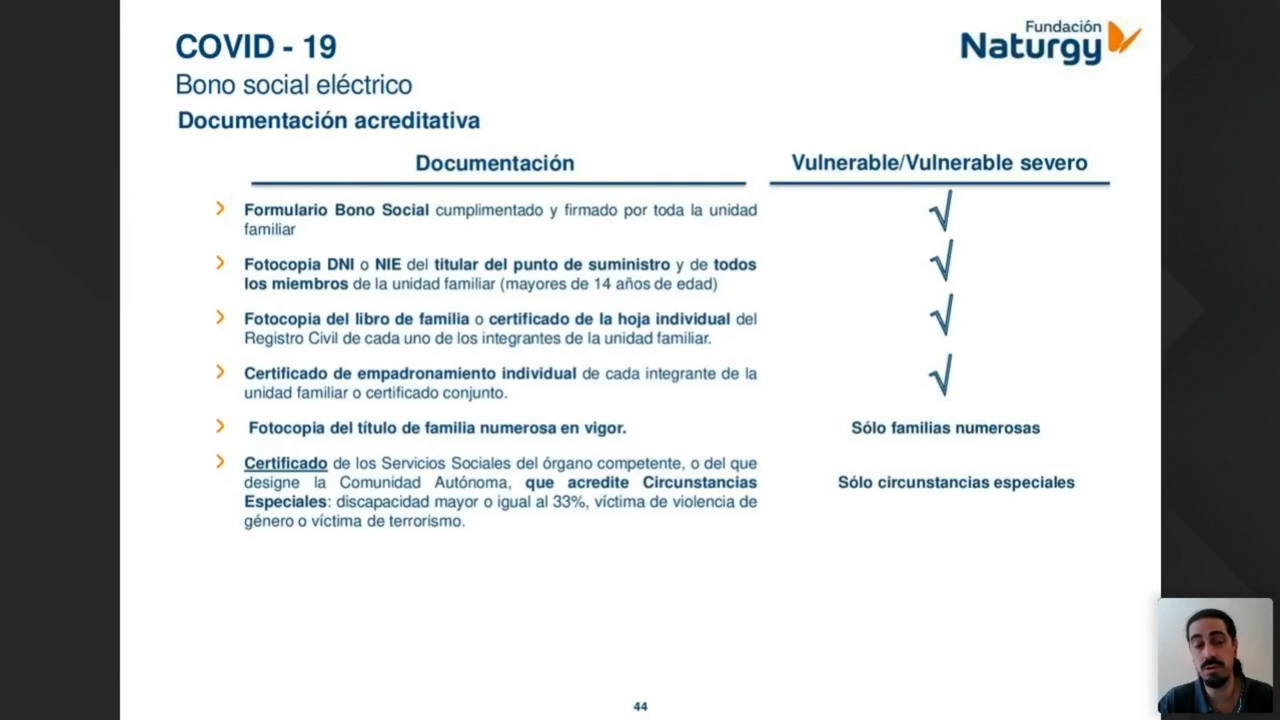 COVID - 19
Fundación
Naturgy
Bono social eléctrico
Documentación acreditativa
Documentación
Vulnerable/Vulnerable severo
Formulario Bono Social cumplimentado y firmado por toda la unidad
familiar
√
Fotocopia DNI o NIE del titular del punto de suministro y de todos
los miembros de la unidad familiar (mayores de 14 años de edad)
√
Fotocopia del libro de familia o certificado de la hoja individual del
Registro Civil de cada uno de los integrantes de la unidad familiar.
√
Certificado de empadronamiento individual de cada integrante de la
unidad familiar o certificado conjunto.
√
Fotocopia del título de familia numerosa en vigor.
Sólo familias numerosas
Certificado de los Servicios Sociales del órgano competente, o del que
designe la Comunidad Autónoma, que acredite Circunstancias
Especiales: discapacidad mayor o igual al 33%, víctima de violencia de
género o víctima de terrorismo.
Sólo circunstancias especiales
44